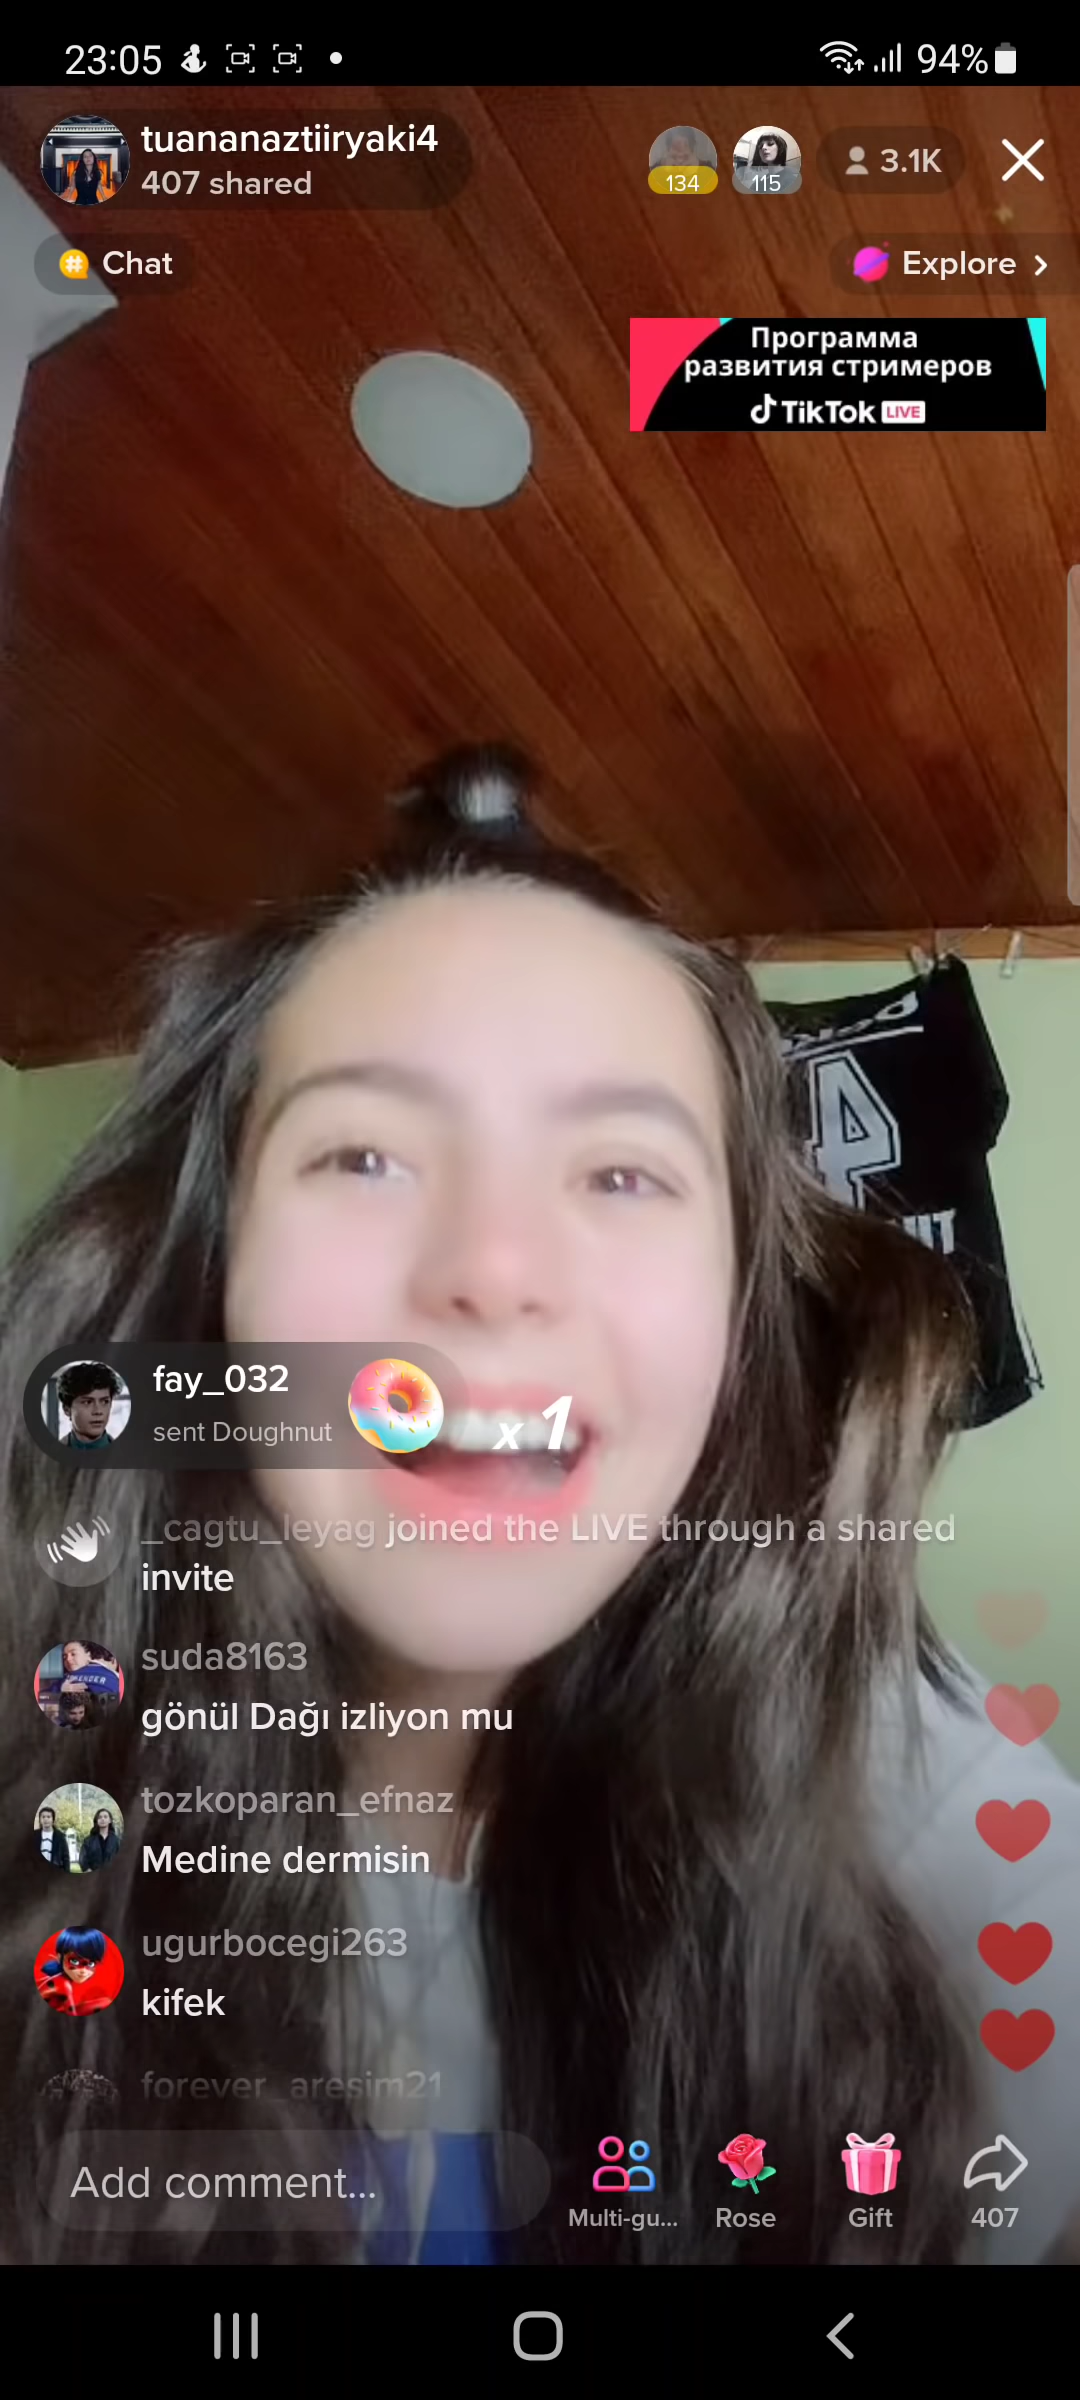 23:05
94%
tuananaztiiryaki4
407 shared
134
115
3.1K
Chat
Explore
Программа
развития стримеров
TikTok LIVE
4
fay_032
sent Doughnut
x 1
_cagtu_leyag joined the LIVE through a shared
invite
suda8163
gönül Dağı izliyon mu
tozkoparan_efnaz
Medine dermisin
ugurbocegi263
kifek
forever_aresim21
Add comment...
Multi-gu...
Rose
Gift
407